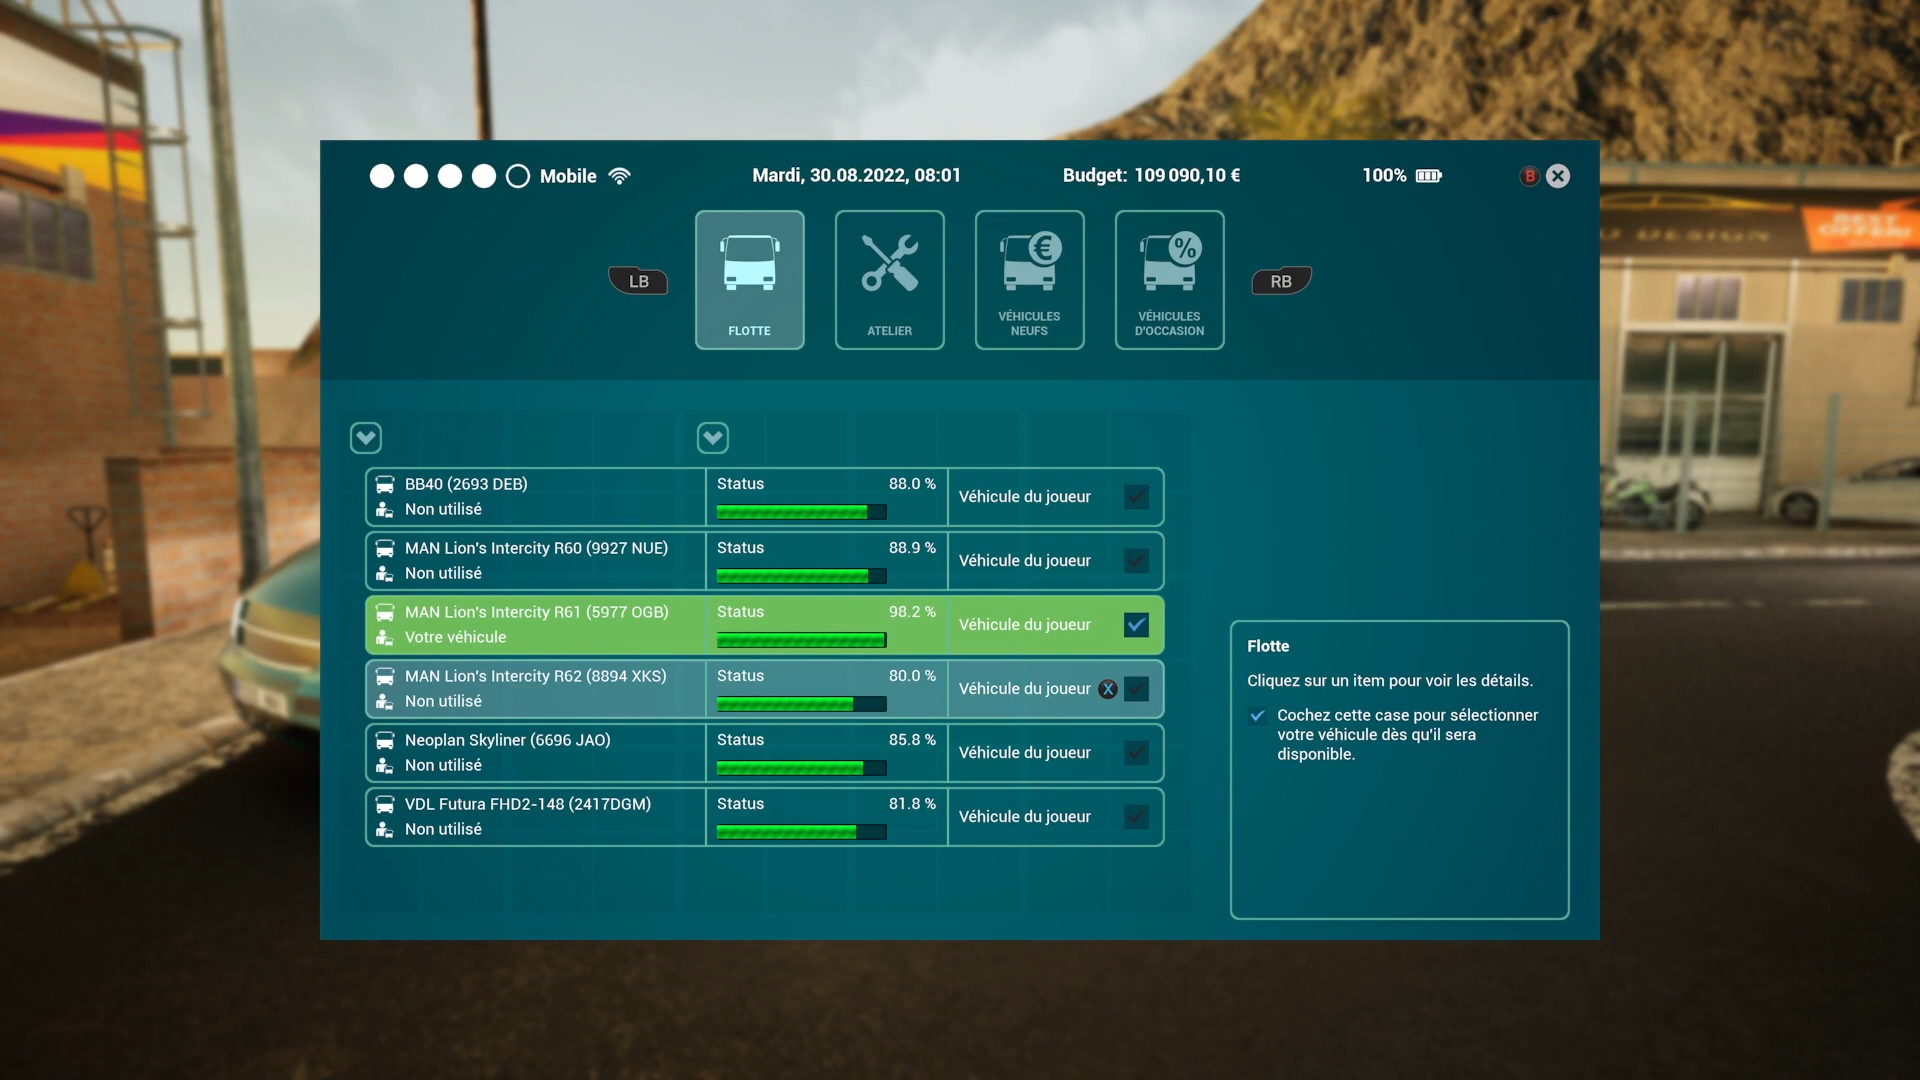 Mobile
Mardi, 30.08.2022, 08:01
Budget: 109 090,10 €
100%
B
LB
FLOTTE
ATELIER
€
VÉHICULES
NEUFS
%
VÉHICULES
D'OCCASION
RB
BEST
OFFER!
DESIGN
BB40 (2693 DEB)
Non utilisé
Status
88.0 %
Véhicule du joueur
MAN Lion's Intercity R60 (9927 NUE)
Non utilisé
Status
88.9 %
Véhicule du joueur
MAN Lion's Intercity R61 (5977 OGB)
Votre véhicule
Status
98.2 %
Véhicule du joueur
MAN Lion's Intercity R62 (8894 XKS)
Non utilisé
Status
80.0 %
Véhicule du joueur
X
Neoplan Skyliner (6696 JAO)
Non utilisé
Status
85.8 %
Véhicule du joueur
VDL Futura FHD2-148 (2417DGM)
Non utilisé
Status
81.8 %
Véhicule du joueur
Flotte
Cliquez sur un item pour voir les détails.
Cochez cette case pour sélectionner
votre véhicule dès qu'il sera
disponible.